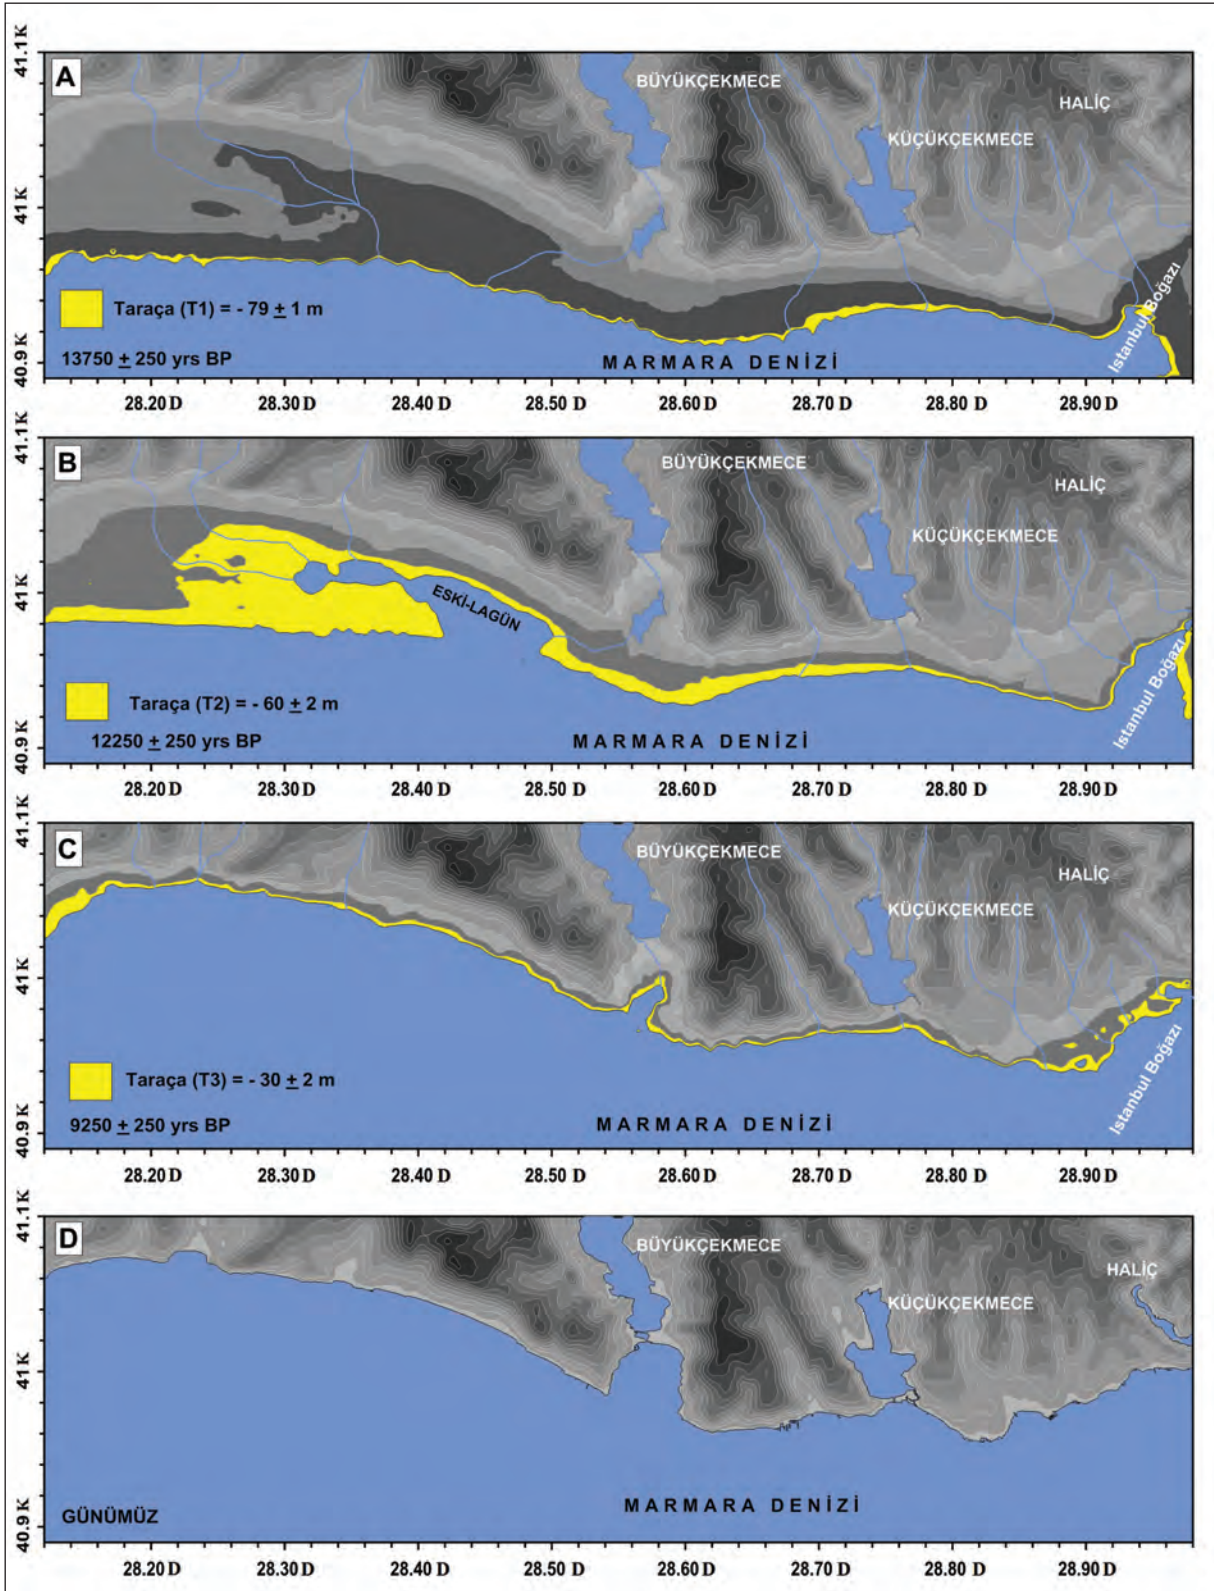 A
BÜYÜKÇEKMECE
HALİÇ
KÜÇÜKÇEKMECE
İstanbul Boğazı
Taraça (T1) = - 79 ± 1 m
13750 ± 250 yrs BP
MARMARA DENİZİ
41.1K
41K
40.9K
28.20 D 28.30 D 28.40 D 28.50 D 28.60 D 28.70 D 28.80 D 28.90 D
B
BÜYÜKÇEKMECE
HALİÇ
KÜÇÜKÇEKMECE
ESKİ-LAGÜN
İstanbul Boğazı
Taraça (T2) = - 60 ± 2 m
12250 ± 250 yrs BP
MARMARA DENİZİ
41.1K
41K
40.9K
28.20 D 28.30 D 28.40 D 28.50 D 28.60 D 28.70 D 28.80 D 28.90 D
C
BÜYÜKÇEKMECE
HALİÇ
KÜÇÜKÇEKMECE
İstanbul Boğazı
Taraça (T3) = - 30 ± 2 m
9250 ± 250 yrs BP
MARMARA DENİZİ
41.1K
41K
40.9K
28.20 D 28.30 D 28.40 D 28.50 D 28.60 D 28.70 D 28.80 D 28.90 D
D
BÜYÜKÇEKMECE
HALİÇ
KÜÇÜKÇEKMECE
GÜNÜMÜZ
MARMARA DENİZİ
41.1K
41K
40.9K
28.20 D 28.30 D 28.40 D 28.50 D 28.60 D 28.70 D 28.80 D 28.90 D